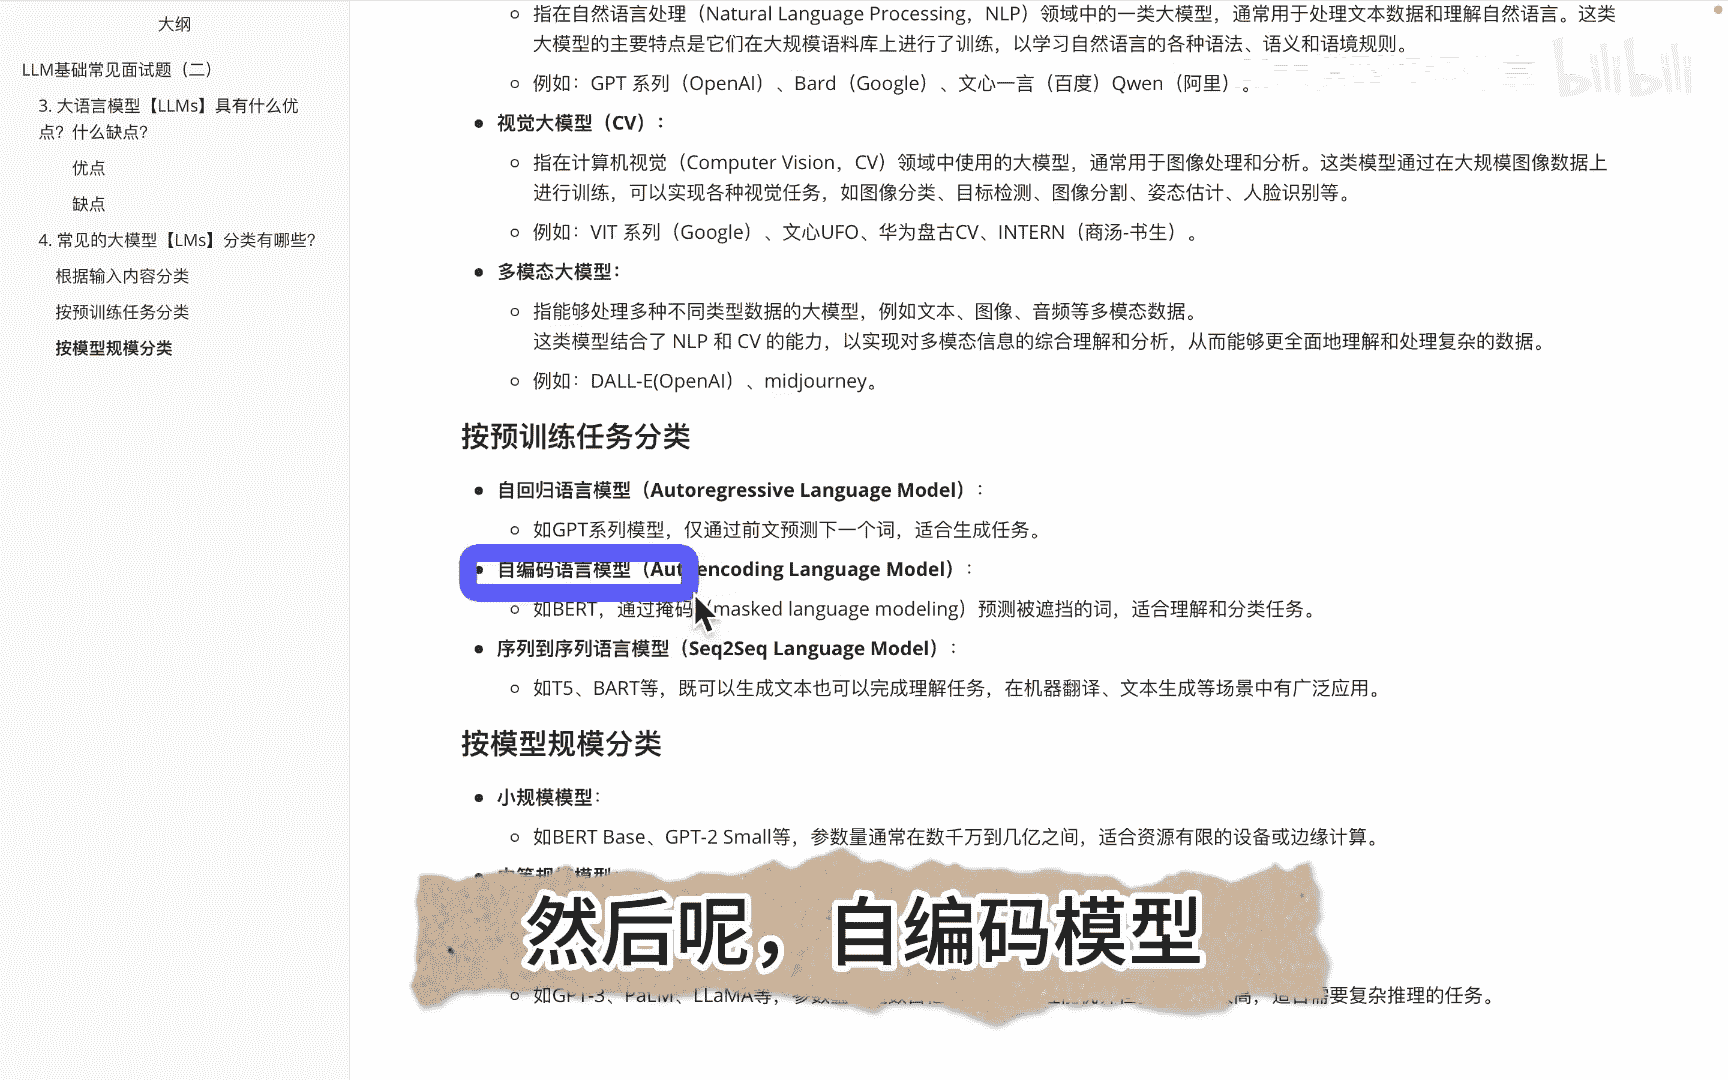 大纲
LLM基础常见面试题（二）
3. 大语言模型【LLMs】具有什么优
点？什么缺点？
优点
缺点
4. 常见的大模型【LMs】分类有哪些？
根据输入内容分类
按预训练任务分类
按模型规模分类
指在自然语言处理（Natural Language Processing，NLP）领域中的一类大模型，通常用于处理文本数据和理解自然语言。这类
大模型的主要特点是它们在大规模语料库上进行了训练，以学习自然语言的各种语法、语义和语境规则。
例如：GPT 系列（OpenAI）、Bard（Google）、文心一言（百度）Qwen（阿里）。
bilibili
视觉大模型（CV）：
指在计算机视觉（Computer Vision，CV）领域中使用的大模型，通常用于图像处理和分析。这类模型通过在大规模图像数据上
进行训练，可以实现各种视觉任务，如图像分类、目标检测、图像分割、姿态估计、人脸识别等。
例如：VIT 系列（Google）、文心UFO、华为盘古CV、INTERN（商汤-书生）。
多模态大模型：
指能够处理多种不同类型数据的大模型，例如文本、图像、音频等多模态数据。
这类模型结合了 NLP 和 CV 的能力，以实现对多模态信息的综合理解和分析，从而能够更全面地理解和处理复杂的数据。
例如：DALL-E(OpenAI）、midjourney。
按预训练任务分类
自回归语言模型（Autoregressive Language Model）：
如GPT系列模型，仅通过前文预测下一个词，适合生成任务。
自编码语言模型（Autoencoding Language Model）：
如BERT，通过掩码（masked language modeling）预测被遮挡的词，适合理解和分类任务。
序列到序列语言模型（Seq2Seq Language Model）：
如T5、BART等，既可以生成文本也可以完成理解任务，在机器翻译、文本生成等场景中有广泛应用。
按模型规模分类
小规模模型：
如BERT Base、GPT-2 Small等，参数量通常在数千万到几亿之间，适合资源有限的设备或边缘计算。
然后呢，自编码模型
如GPT-3、PaLM、LLaMA等，
需要复杂推理的任务。